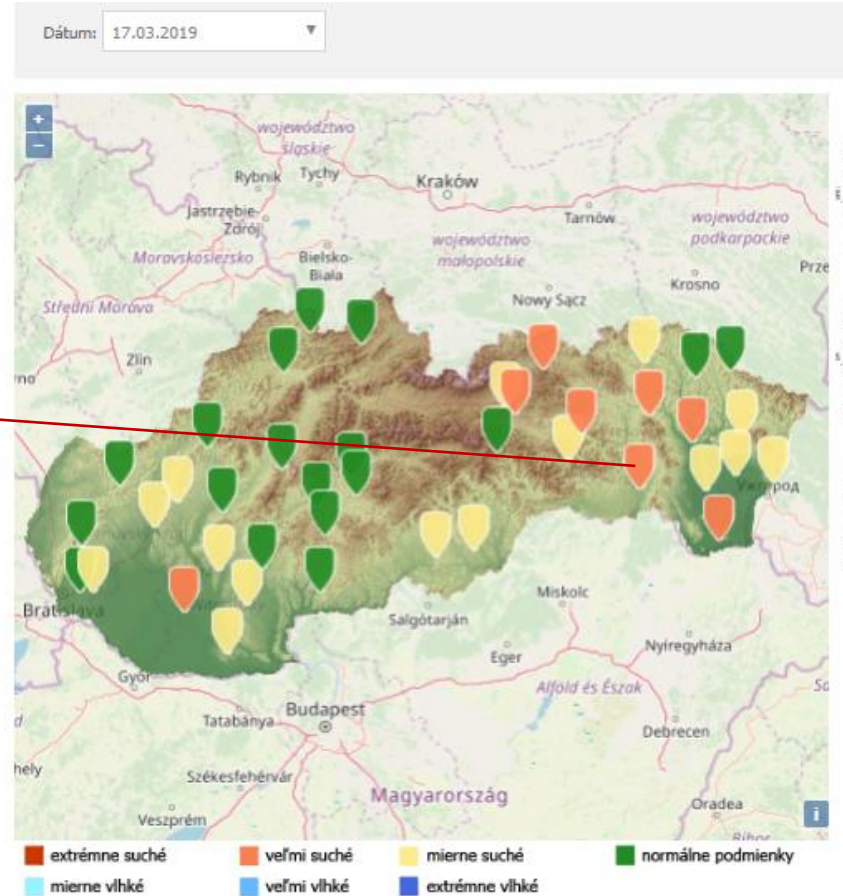 Dátum: 17.03.2019
+
−
województwo
śląskie
Rybnik
Tychy
Kraków
Jastrzębie-
Zdrój
Tarnów
województwo
podkarpackie
Moravskoslezsko
Bielsko-
Biała
województwo
małopolskie
Krosno
Prze
Nowy Sącz
Střední Morava
Zlín
Ужгород
Bratislava
Miskolc
Salgótarján
Nyíregyháza
Eger
Győr
Alföld és Észak
Budapest
Tatabánya
Debrecen
hely
Székesfehérvár
Magyarország
Oradea
i
Veszprém
Bihor
extrémne suché
veľmi suché
mierne suché
normálne podmienky
mierne vlhké
veľmi vlhké
extrémne vlhké